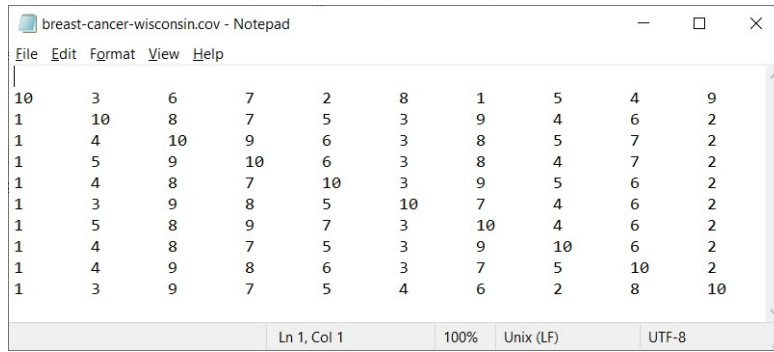 breast-cancer-wisconsin.cov - Notepad
File Edit Format View Help
10 3 6 7 2 8 1 5 4 9
1 10 8 7 5 3 9 4 6 2
1 4 10 9 6 3 8 5 7 2
1 5 9 10 6 3 8 4 7 2
1 4 8 7 10 3 9 5 6 2
1 3 9 8 5 10 7 4 6 2
1 5 8 9 7 3 10 4 6 2
1 4 8 7 5 3 9 10 6 2
1 4 9 8 6 3 7 5 10 2
1 3 9 7 5 4 6 2 8 10
Ln 1, Col 1 100% Unix (LF) UTF-8